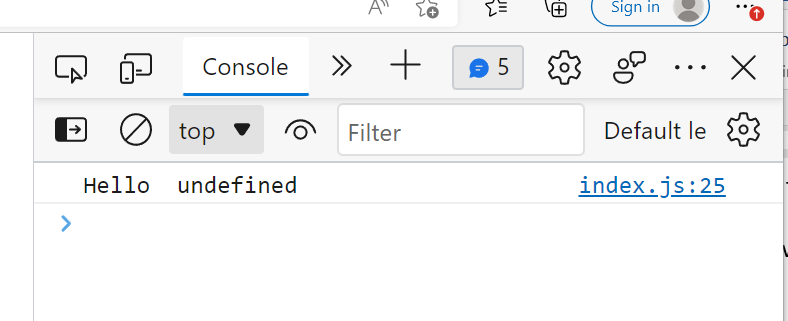 Sign in
Console
5
top
Filter
Default le
Hello  undefined
index.js:25